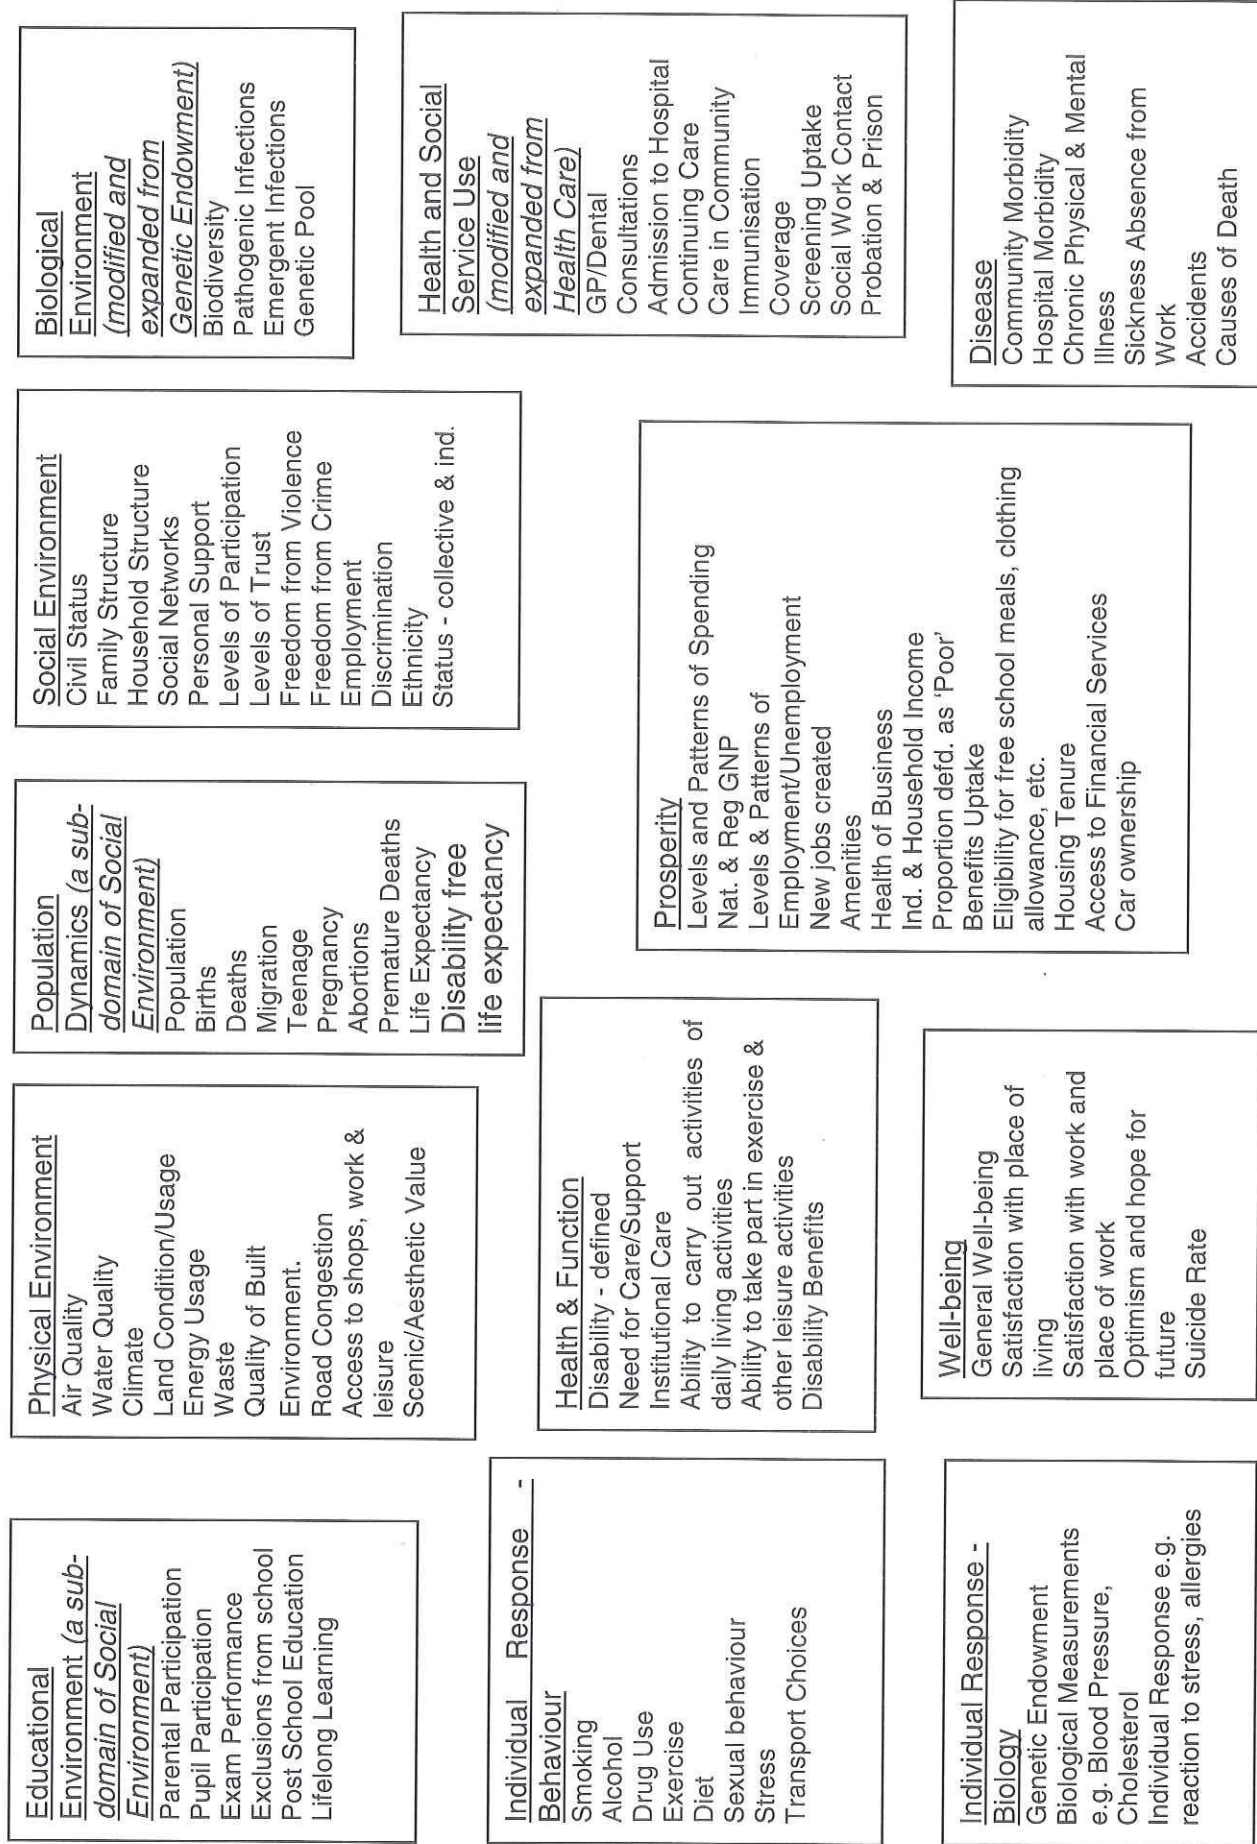 Educational
Environment (a sub-
domain of Social
Environment)
Parental Participation
Pupil Participation
Exam Performance
Exclusions from school
Post School Education
Lifelong Learning
Physical Environment
Air Quality
Water Quality
Climate
Land Condition/Usage
Energy Usage
Waste
Quality of Built
Environment.
Road Congestion
Access to shops, work &
leisure
Scenic/Aesthetic Value
Population
Dynamics (a sub-
domain of Social
Environment)
Population
Births
Deaths
Migration
Teenage
Pregnancy
Abortions
Premature Deaths
Life Expectancy
Disability free
life expectancy
Social Environment
Civil Status
Family Structure
Household Structure
Social Networks
Personal Support
Levels of Participation
Levels of Trust
Freedom from Violence
Freedom from Crime
Employment
Discrimination
Ethnicity
Status - collective & ind.
Biological
Environment
(modified and
expanded from
Genetic Endowment)
Biodiversity
Pathogenic Infections
Emergent Infections
Genetic Pool
Individual Response -
Behaviour
Smoking
Alcohol
Drug Use
Exercise
Diet
Sexual behaviour
Stress
Transport Choices
Health & Function
Disability - defined
Need for Care/Support
Institutional Care
Ability to carry out activities of
daily living activities
Ability to take part in exercise &
other leisure activities
Disability Benefits
Prosperity
Levels and Patterns of Spending
Nat. & Reg GNP
Levels & Patterns of
Employment/Unemployment
New jobs created
Amenities
Health of Business
Ind. & Household Income
Proportion defd. as 'Poor'
Benefits Uptake
Eligibility for free school meals, clothing
allowance, etc.
Housing Tenure
Access to Financial Services
Car ownership
Health and Social
Service Use
(modified and
expanded from
Health Care)
GP/Dental
Consultations
Admission to Hospital
Continuing Care
Care in Community
Immunisation
Coverage
Screening Uptake
Social Work Contact
Probation & Prison
Individual Response -
Biology
Genetic Endowment
Biological Measurements
e.g. Blood Pressure,
Cholesterol
Individual Response e.g.
reaction to stress, allergies
Well-being
General Well-being
Satisfaction with place of
living
Satisfaction with work and
place of work
Optimism and hope for
future
Suicide Rate
Disease
Community Morbidity
Hospital Morbidity
Chronic Physical & Mental
Illness
Sickness Absence from
Work
Accidents
Causes of Death